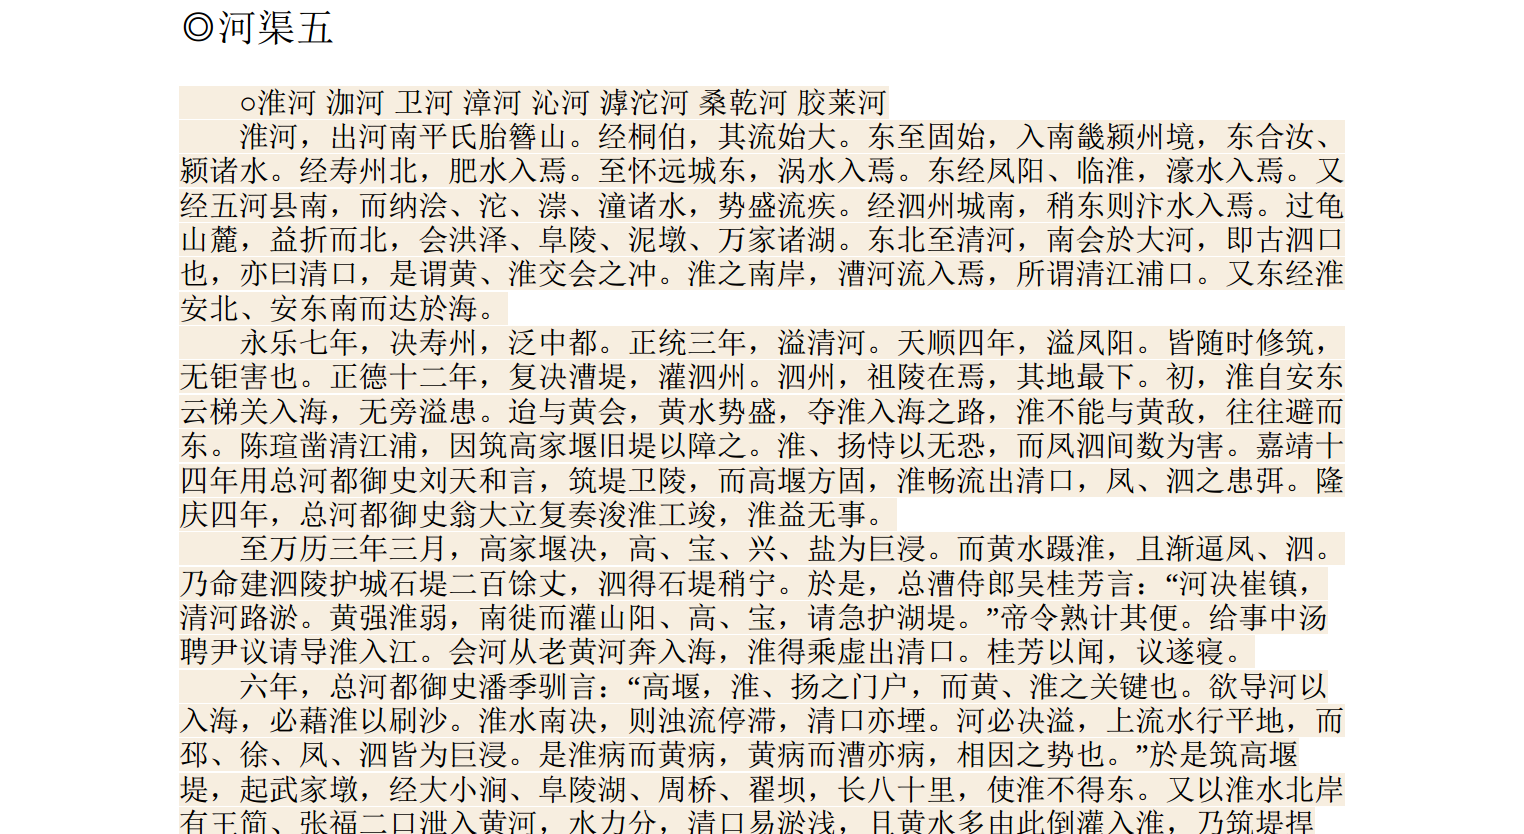 ◎河渠五
○淮河 泇河 卫河 漳河 沁河 滹沱河 桑乾河 胶莱河
淮河，出河南平氏胎簪山。经桐伯，其流始大。东至固始，入南畿颍州境，东合汝、
颍诸水。经寿州北，肥水入焉。至怀远城东，涡水入焉。东经凤阳、临淮，濠水入焉。又
经五河县南，而纳浍、沱、漴、潼诸水，势盛流疾。经泗州城南，稍东则汴水入焉。过龟
山麓，益折而北，会洪泽、阜陵、泥墩、万家诸湖。东北至清河，南会於大河，即古泗口
也，亦曰清口，是谓黄、淮交会之冲。淮之南岸，漕河流入焉，所谓清江浦口。又东经淮
安北、安东南而达於海。
永乐七年，决寿州，泛中都。正统三年，溢清河。天顺四年，溢凤阳。皆随时修筑，
无钜害也。正德十二年，复决漕堤，灌泗州。泗州，祖陵在焉，其地最下。初，淮自安东
云梯关入海，无旁溢患。迨与黄会，黄水势盛，夺淮入海之路，淮不能与黄敌，往往避而
东。陈瑄凿清江浦，因筑高家堰旧堤以障之。淮、扬恃以无恐，而凤泗间数为害。嘉靖十
四年用总河都御史刘天和言，筑堤卫陵，而高堰方固，淮畅流出清口，凤、泗之患弭。隆
庆四年，总河都御史翁大立复奏浚淮工竣，淮益无事。
至万历三年三月，高家堰决，高、宝、兴、盐为巨浸。而黄水蹑淮，且渐逼凤、泗。
乃命建泗陵护城石堤二百馀丈，泗得石堤稍宁。於是，总漕侍郎吴桂芳言：“河决崔镇，
清河路淤。黄强淮弱，南徙而灌山阳、高、宝，请急护湖堤。”帝令熟计其便。给事中汤
聘尹议请导淮入江。会河从老黄河奔入海，淮得乘虚出清口。桂芳以闻，议遂寝。
六年，总河都御史潘季驯言：“高堰，淮、扬之门户，而黄、淮之关键也。欲导河以
入海，必藉淮以刷沙。淮水南决，则浊流停滞，清口亦堙。河必决溢，上流水行平地，而
邳、徐、凤、泗皆为巨浸。是淮病而黄病，黄病而漕亦病，相因之势也。”於是筑高堰
堤，起武家墩，经大小涧、阜陵湖、周桥、翟坝，长八十里，使淮不得东。又以淮水北岸
有王简、张福二口泄入黄河，水力分，清口易淤浅，且黄水多由此倒灌入淮，乃筑堤捍